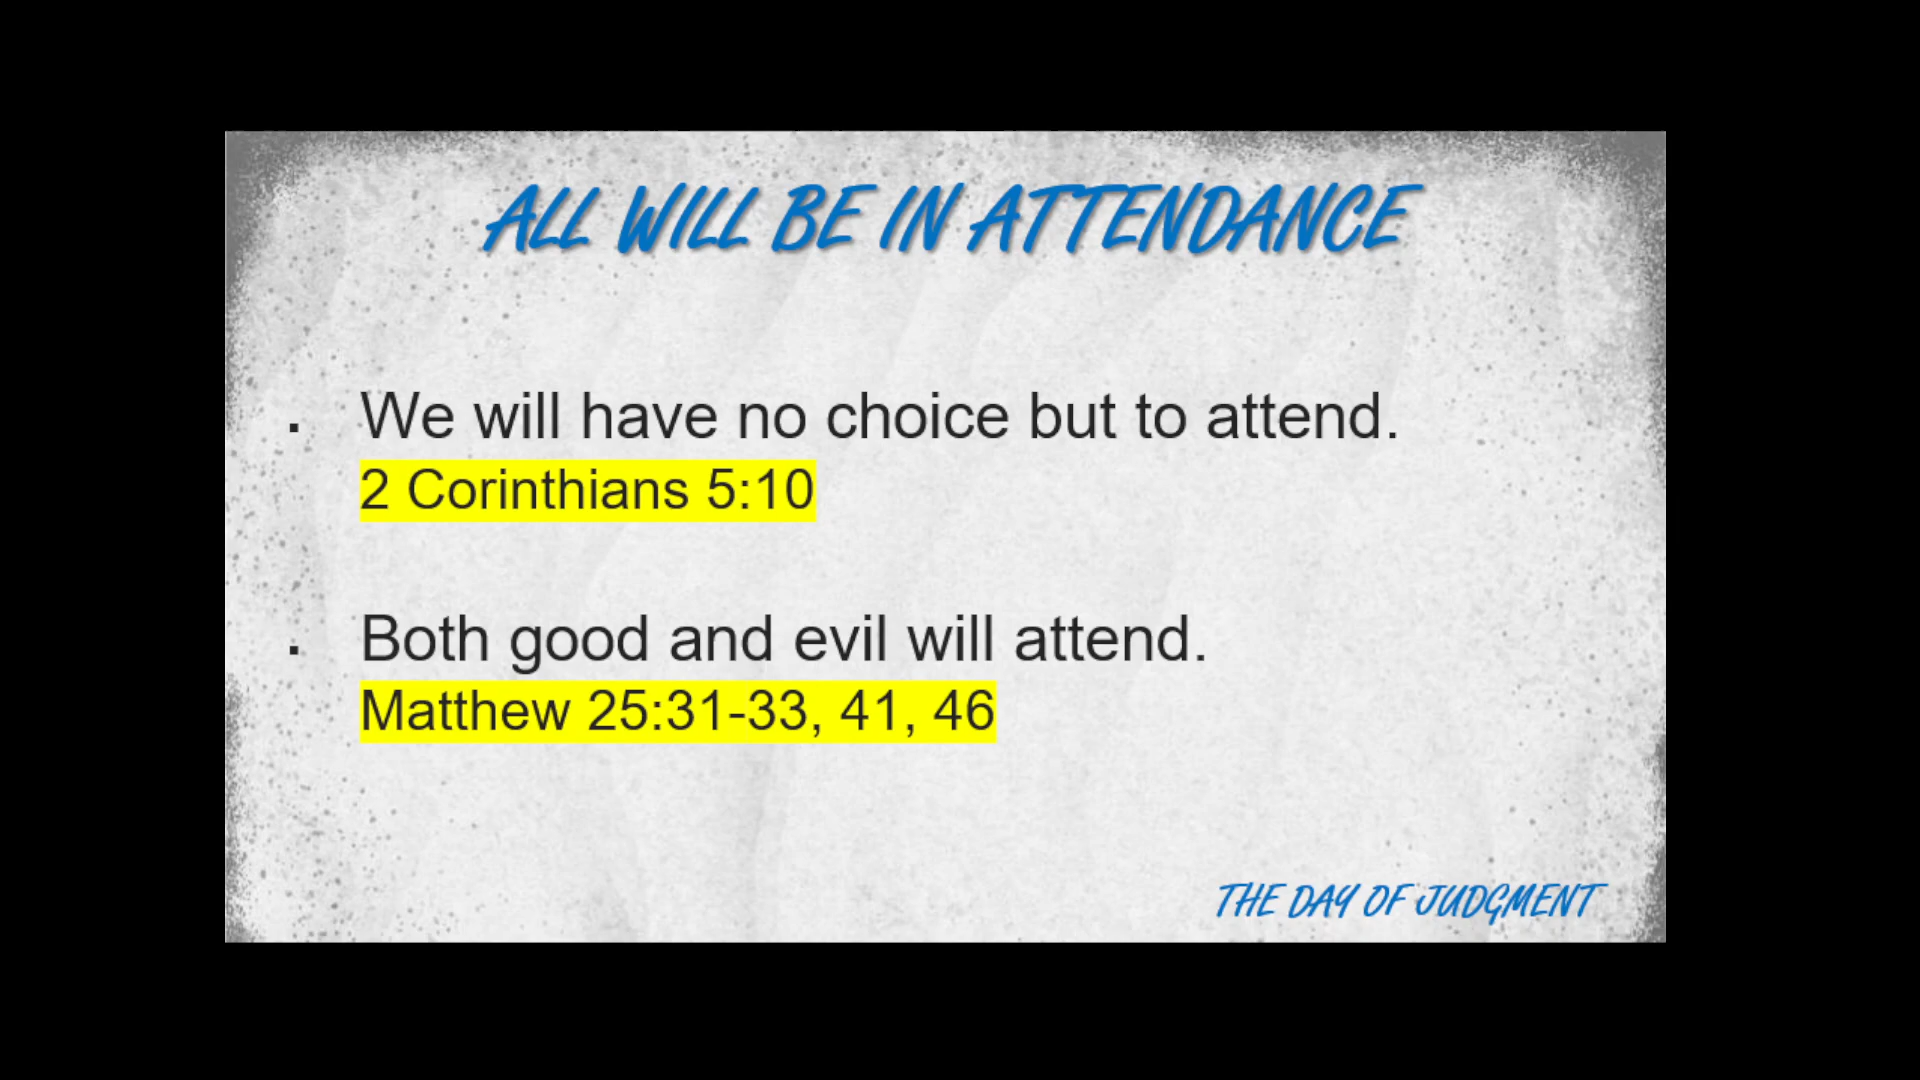 ALL WILL BE IN ATTENDANCE
▪ We will have no choice but to attend.
2 Corinthians 5:10
▪ Both good and evil will attend.
Matthew 25:31-33, 41, 46
THE DAY OF JUDGMENT